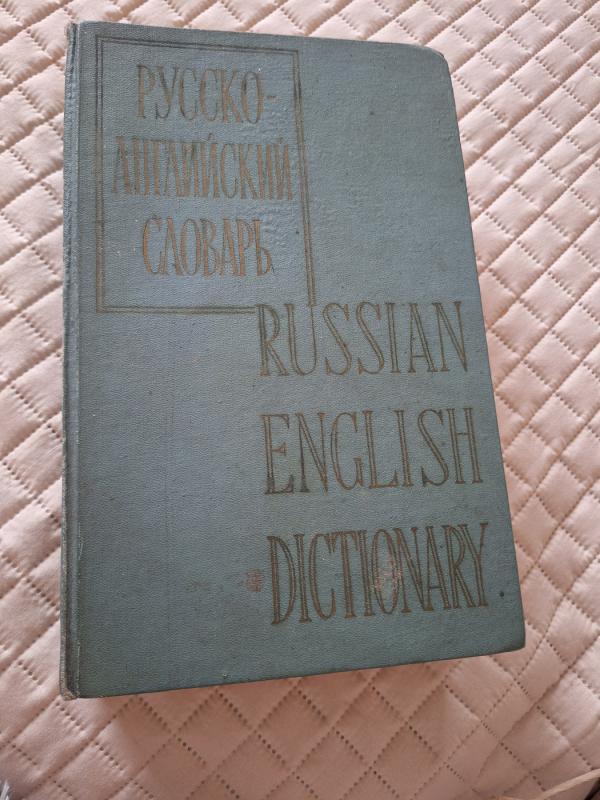 РУССКО-
АНГЛИЙСКИЙ
СЛОВАРЬ
RUSSIAN
ENGLISH
DICTIONARY